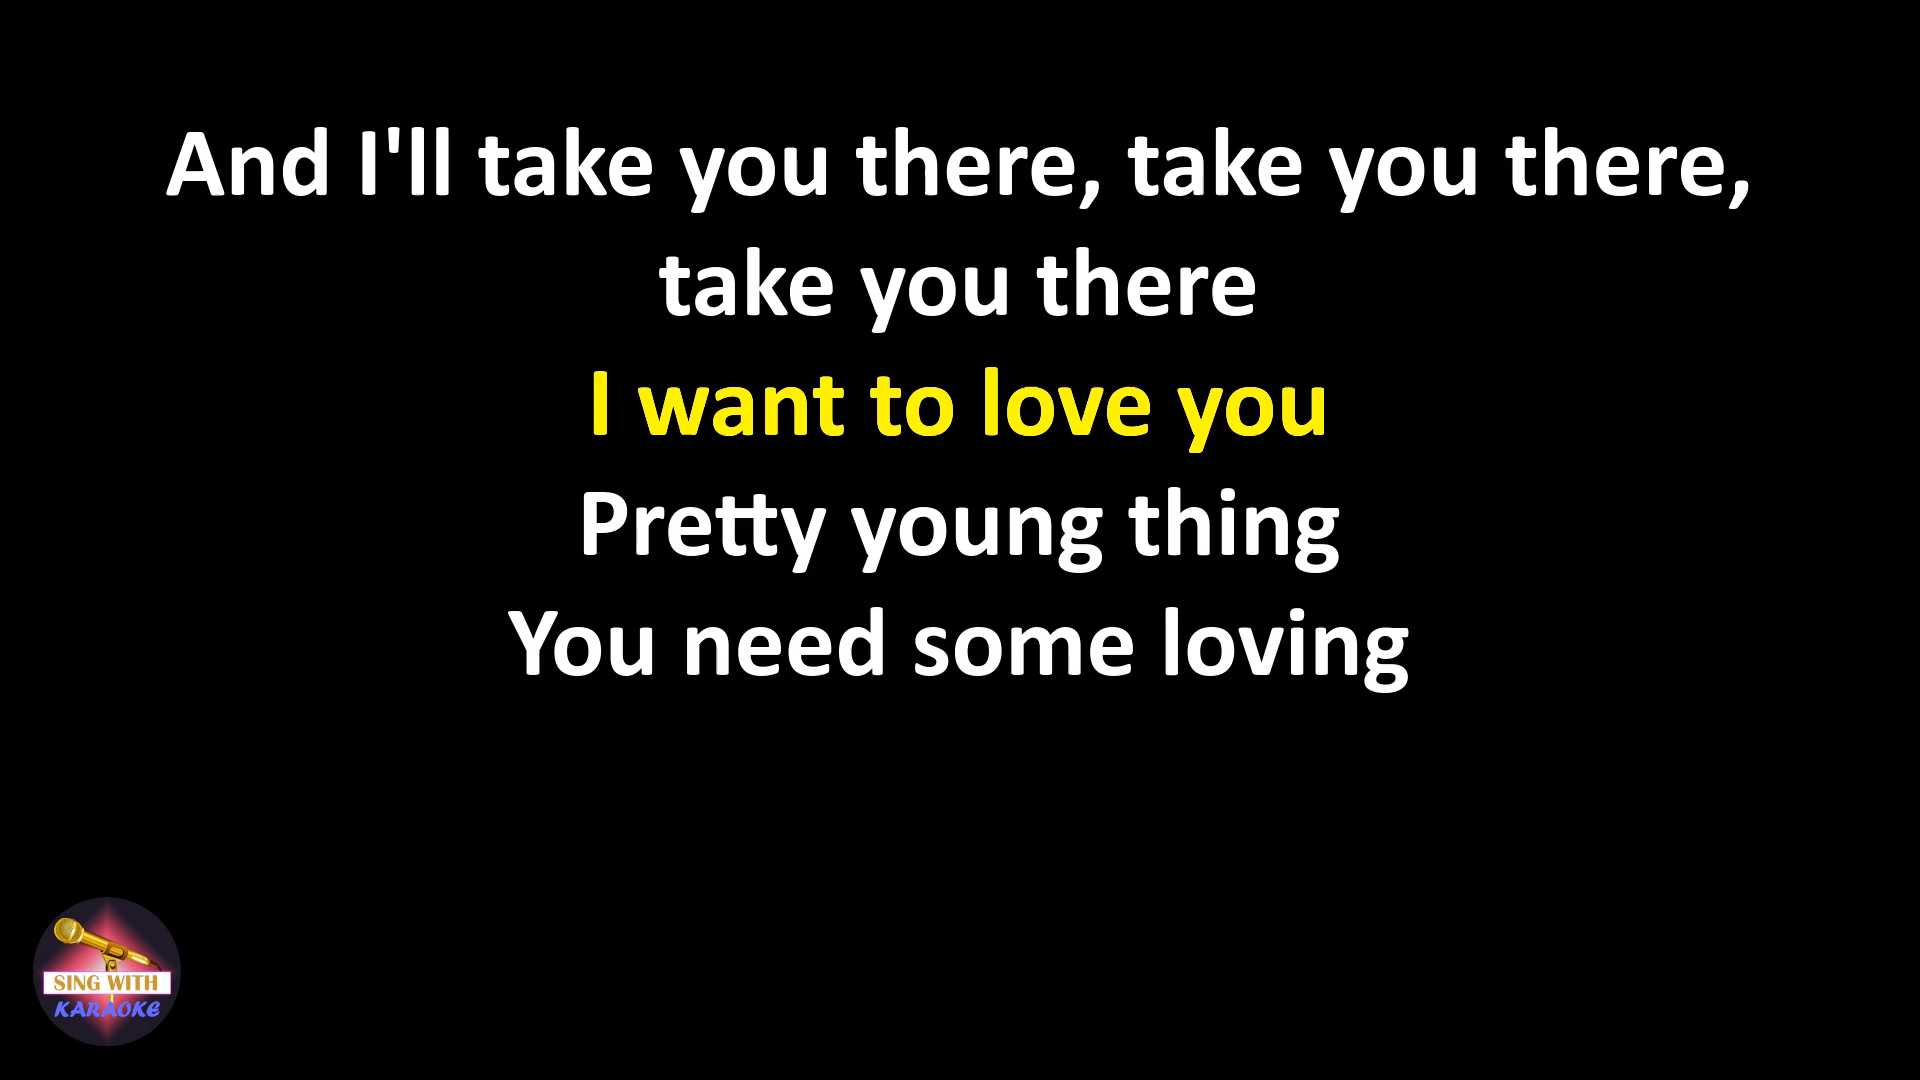 And I'll take you there, take you there,
take you there
I want to love you
Pretty young thing
You need some loving
SING WITH
KARAOKE